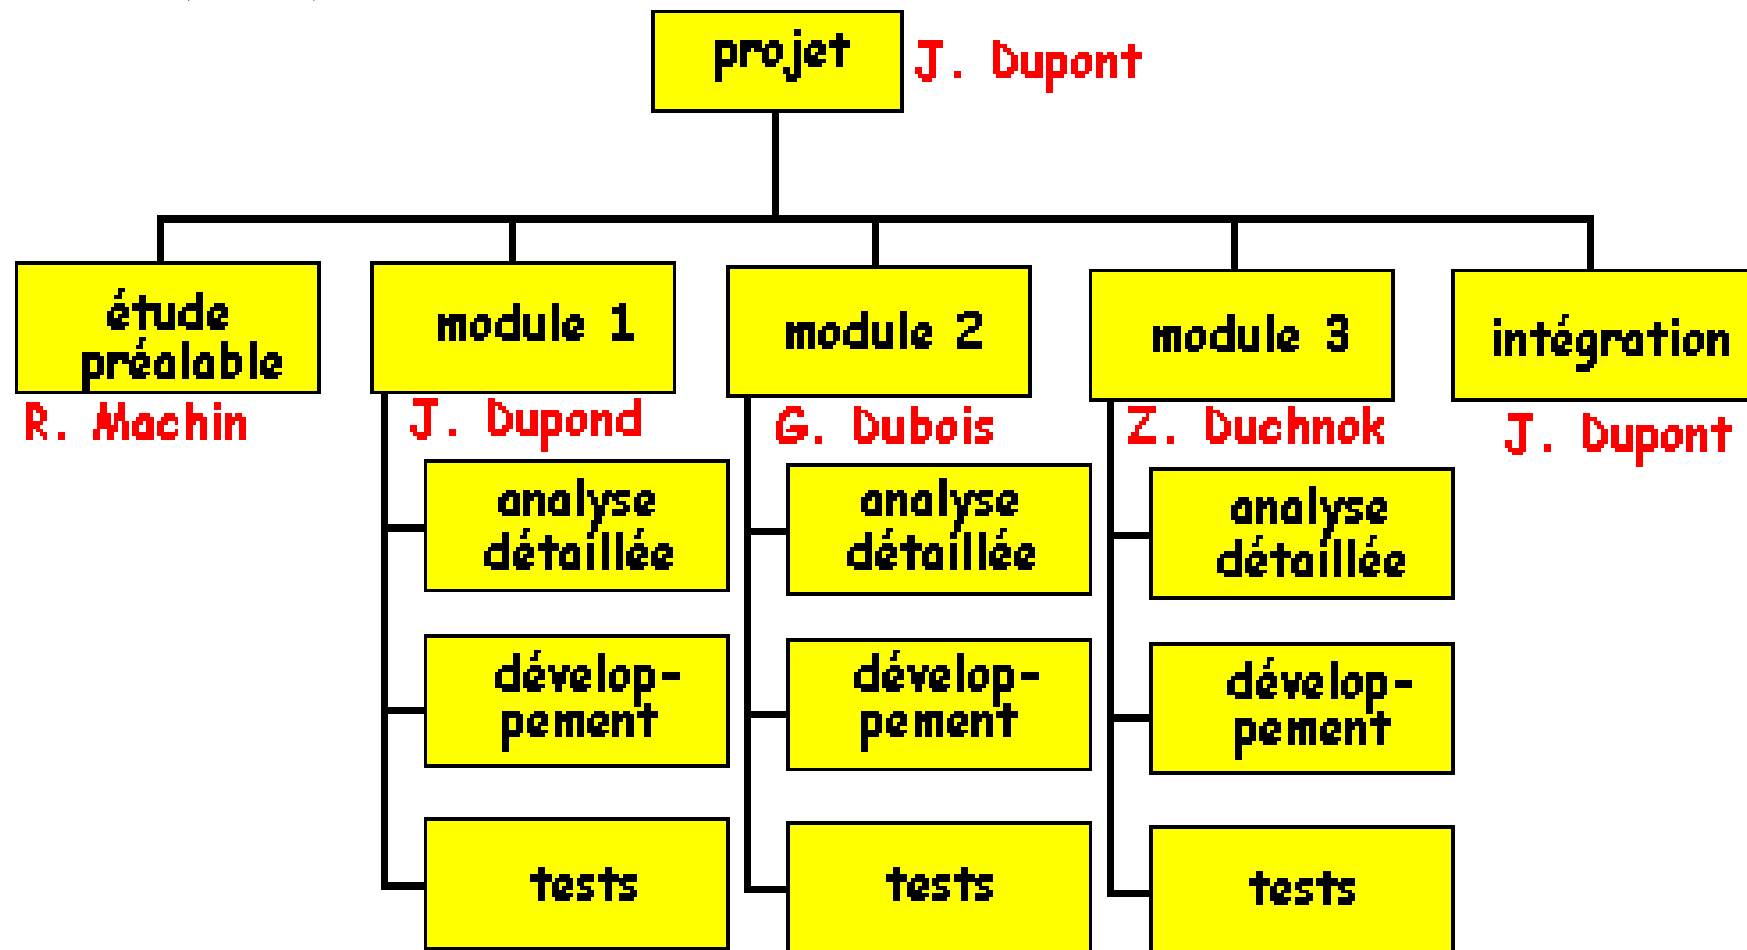 projet
J. Dupont
étude
préalable
module 1
module 2
module 3
intégration
R. Machin
J. Dupond
G. Dubois
Z. Duchnok
J. Dupont
analyse
détaillée
analyse
détaillée
analyse
détaillée
dévelop-
pement
dévelop-
pement
dévelop-
pement
tests
tests
tests